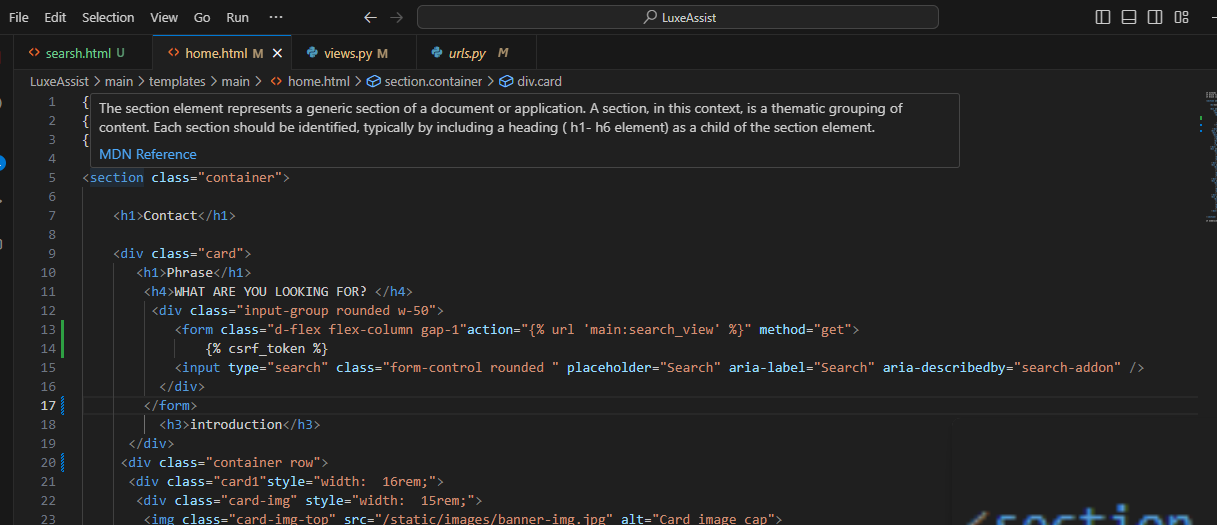 File Edit Selection View Go Run ··· ← → LuxeAssist
<> searsh.html U <> home.html M × views.py M urls.py M
LuxeAssist > main > templates > main > <> home.html > section.container > div.card
1 {
2 {
3 {
The section element represents a generic section of a document or application. A section, in this context, is a thematic grouping of
content. Each section should be identified, typically by including a heading ( h1- h6 element) as a child of the section element.
MDN Reference
4
5 <section class="container">
6
7 <h1>Contact</h1>
8
9 <div class="card">
10 <h1>Phrase</h1>
11 <h4>WHAT ARE YOU LOOKING FOR? </h4>
12 <div class="input-group rounded w-50">
13 <form class="d-flex flex-column gap-1"action="{% url 'main:search_view' %}" method="get">
14 {% csrf_token %}
15 <input type="search" class="form-control rounded " placeholder="Search" aria-label="Search" aria-describedby="search-addon" />
16 </div>
17 </form>
18 <h3>introduction</h3>
19 </div>
20 <div class="container row">
21 <div class="card1"style="width:  16rem;">
22 <div class="card-img" style="width:  15rem;">
23 <img class="card-img-top" src="/static/images/banner-img.jpg" alt="Card image cap">
<section